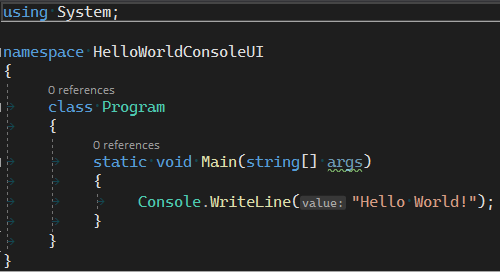 using System;
namespace HelloWorldConsoleUI
{
0 references
class Program
{
0 references
static void Main(string[] args)
{
Console.WriteLine(value: "Hello World!");
}
}
}